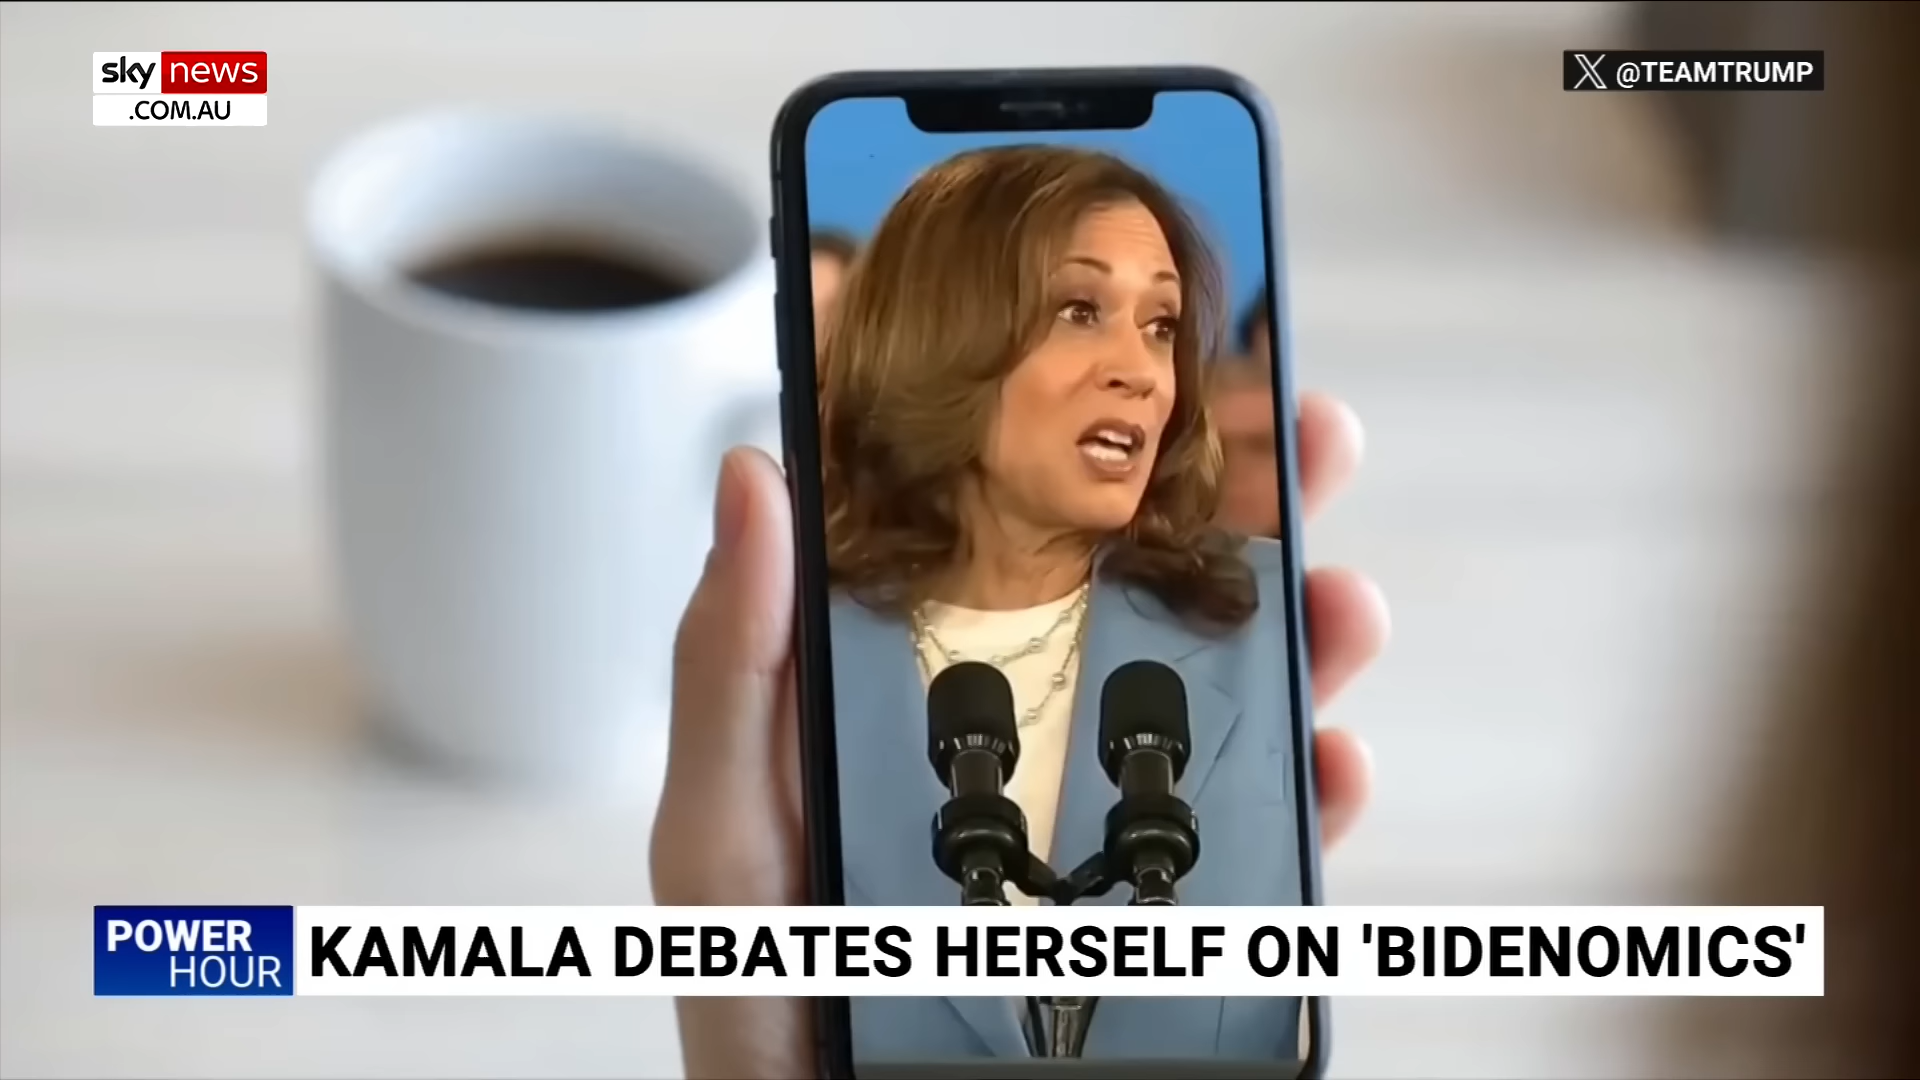 sky news
.COM.AU
X @TEAMTRUMP
POWER
HOUR
KAMALA DEBATES HERSELF ON 'BIDENOMICS'